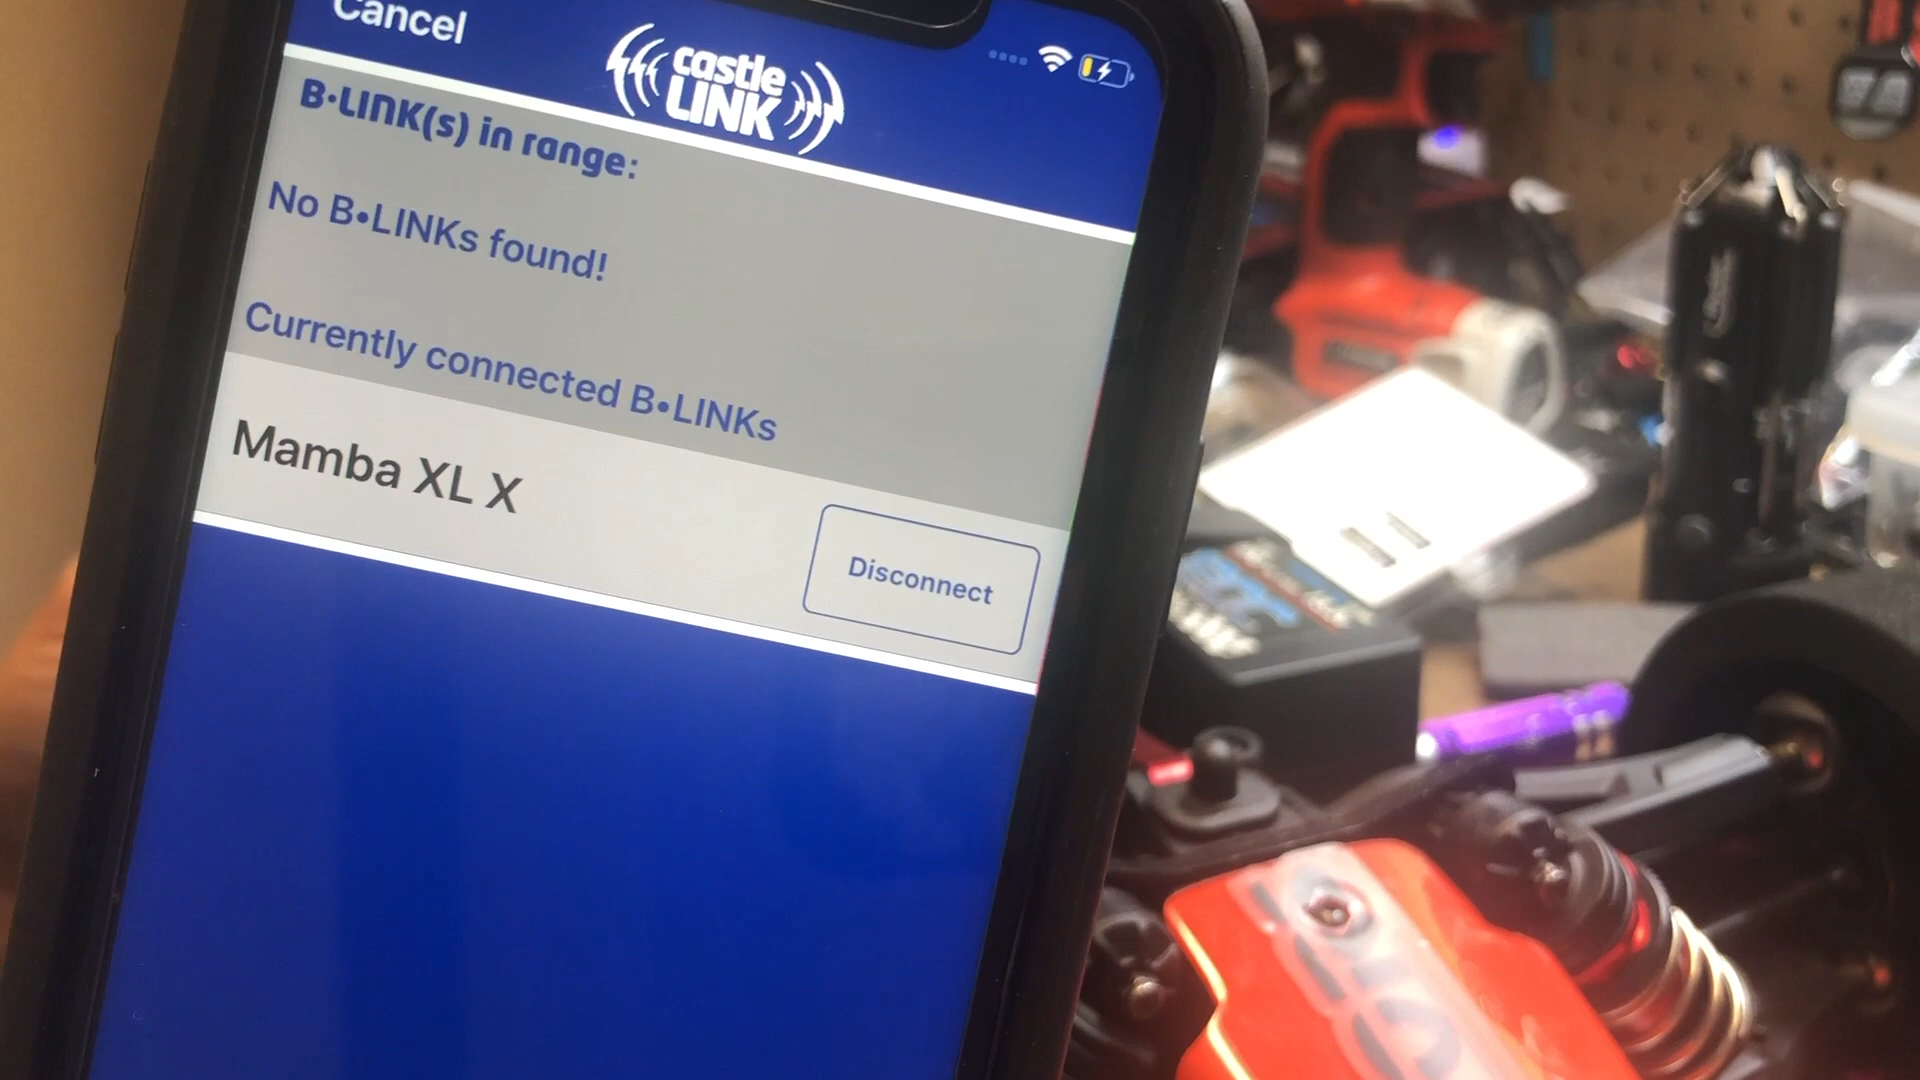 Cancel
castle
LINK
B•LINK(s) in range:
No B•LINKs found!
Currently connected B•LINKs
Mamba XL X
Disconnect